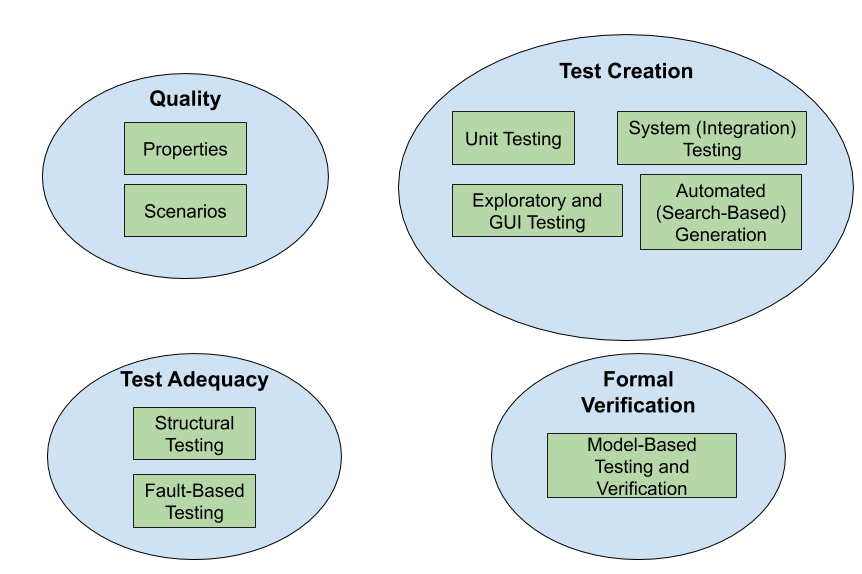 Quality
Properties
Scenarios
Test Creation
Unit Testing
System (Integration)
Testing
Exploratory and
GUI Testing
Automated
(Search-Based)
Generation
Test Adequacy
Structural
Testing
Fault-Based
Testing
Formal
Verification
Model-Based
Testing and
Verification